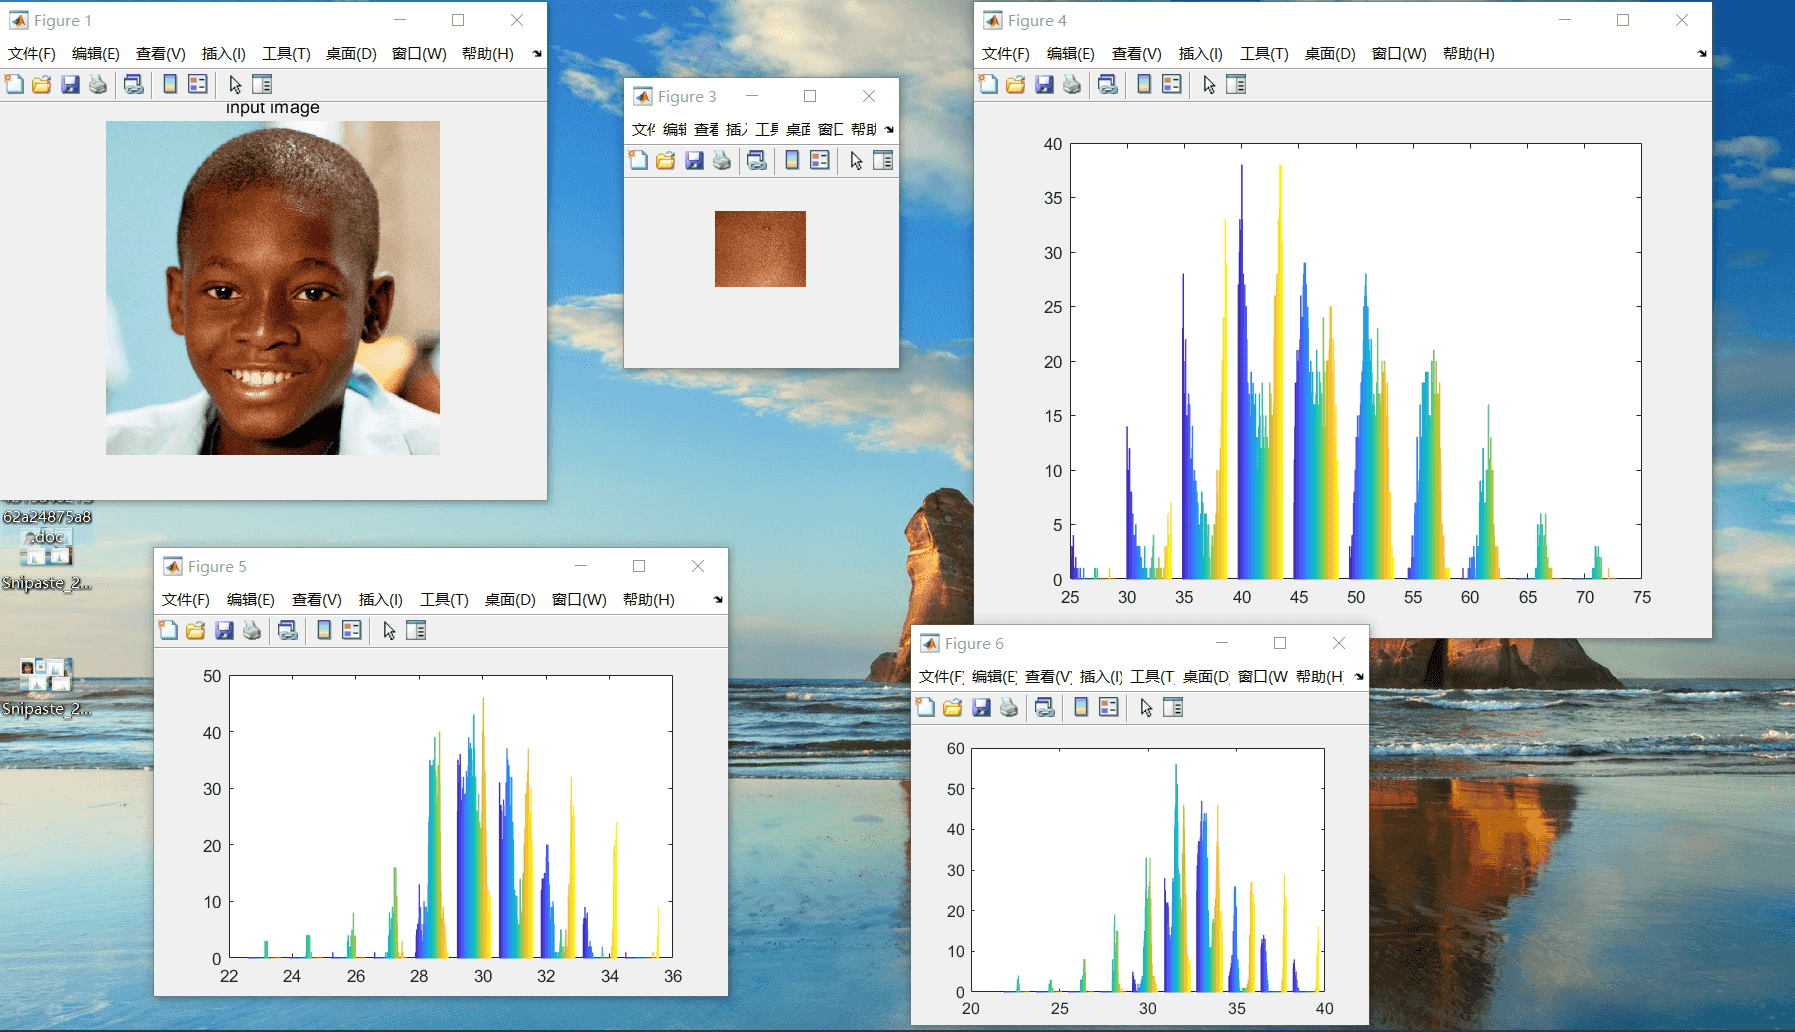 Figure 1
文件(F) 编辑(E) 查看(V) 插入(I) 工具(T) 桌面(D) 窗口(W) 帮助(H)
input image
62a24875a8
.doc
Snipaste_2...
Snipaste_2...
Figure 3
文件 编辑 查看 插入 工具 桌面 窗口 帮助
Figure 4
文件(F) 编辑(E) 查看(V) 插入(I) 工具(T) 桌面(D) 窗口(W) 帮助(H)
40
35
30
25
20
15
10
5
0
25 30 35 40 45 50 55 60 65 70 75
Figure 5
文件(F) 编辑(E) 查看(V) 插入(I) 工具(T) 桌面(D) 窗口(W) 帮助(H)
50
40
30
20
10
0
22 24 26 28 30 32 34 36
Figure 6
文件(F) 编辑(E) 查看(V) 插入(I) 工具(T) 桌面(D) 窗口(W 帮助(H)
60
50
40
30
20
10
0
20 25 30 35 40